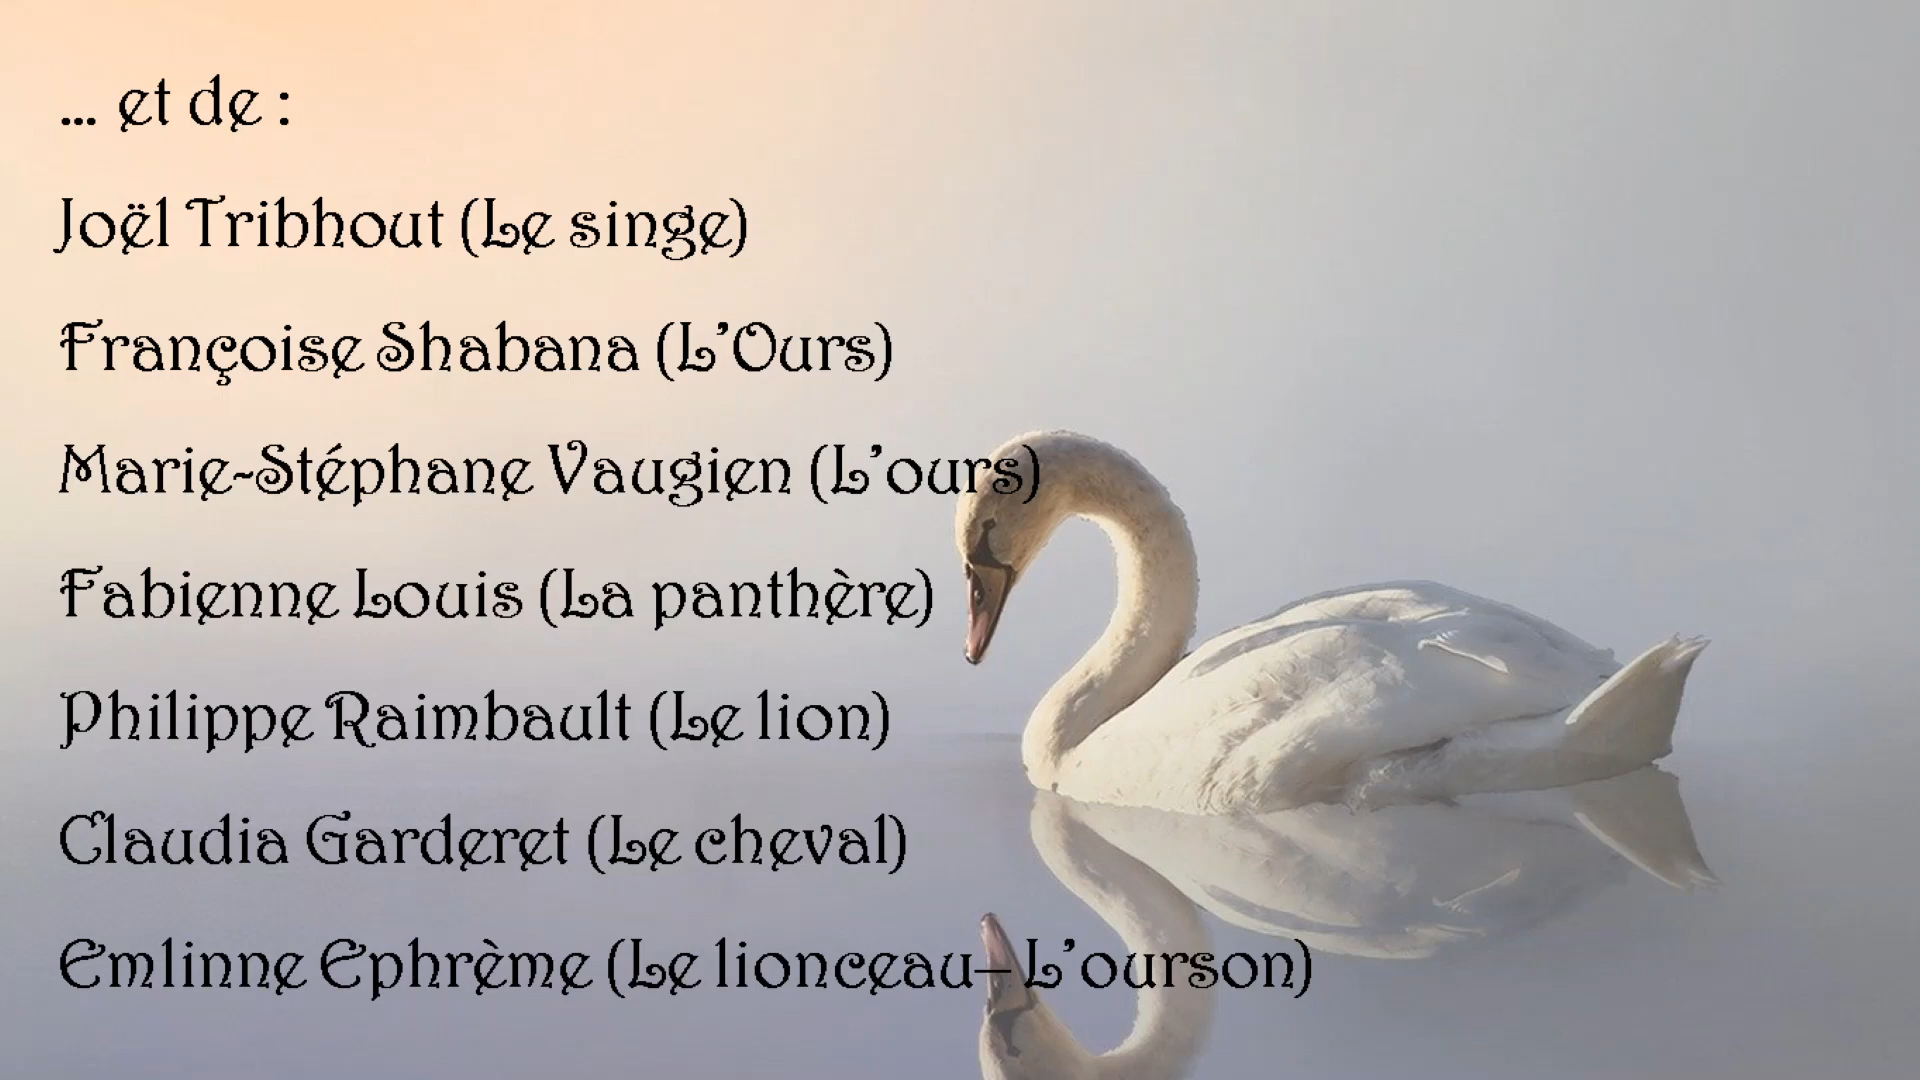 ... et de :
Joël Tribhout (Le singe)
Françoise Shabana (L’Ours)
Marie-Stéphane Vaugien (L’ours)
Fabienne Louis (La panthère)
Philippe Raimbault (Le lion)
Claudia Garderet (Le cheval)
Emlinne Ephrème (Le lionceau– L’ourson)